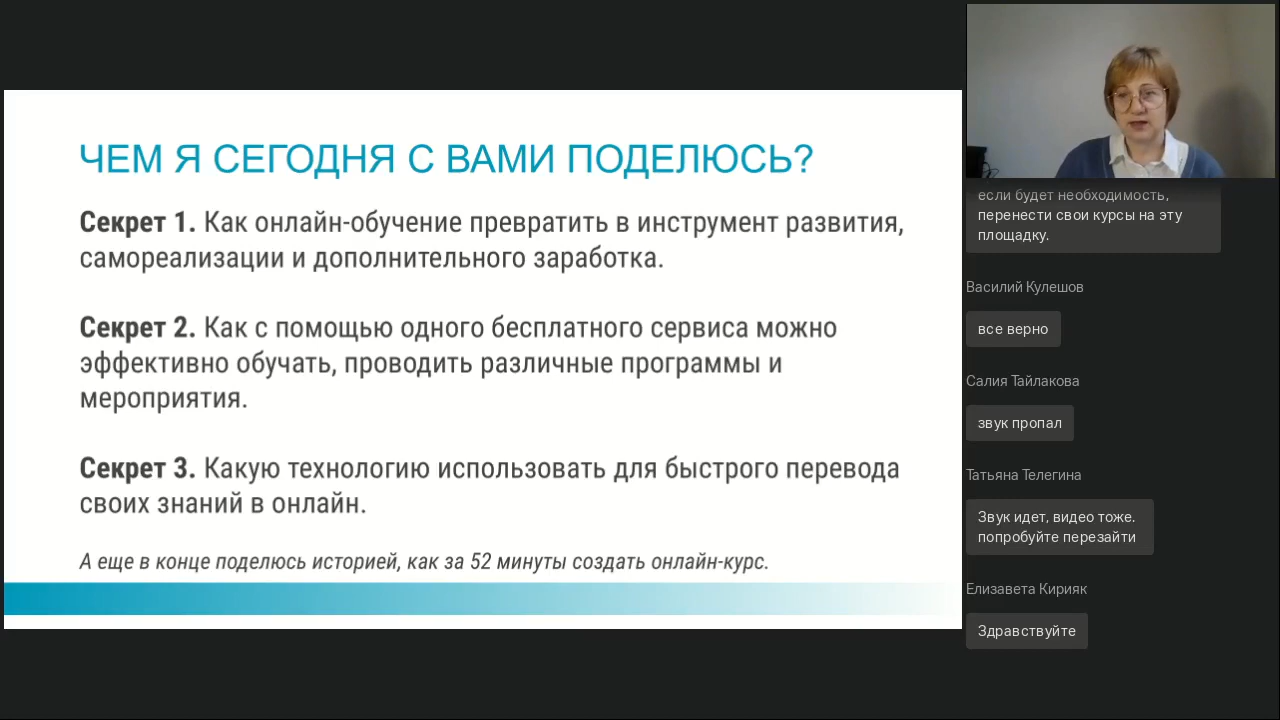 ЧЕМ Я СЕГОДНЯ С ВАМИ ПОДЕЛЮСЬ?
Секрет 1. Как онлайн-обучение превратить в инструмент развития,
самореализации и дополнительного заработка.
Секрет 2. Как с помощью одного бесплатного сервиса можно
эффективно обучать, проводить различные программы и
мероприятия.
Секрет 3. Какую технологию использовать для быстрого перевода
своих знаний в онлайн.
А еще в конце поделюсь историей, как за 52 минуты создать онлайн-курс.
если будет необходимость,
перенести свои курсы на эту
площадку.
Василий Кулешов
все верно
Салия Тайлакова
звук пропал
Татьяна Телегина
Звук идет, видео тоже.
попробуйте перезайти
Елизавета Кирияк
Здравствуйте